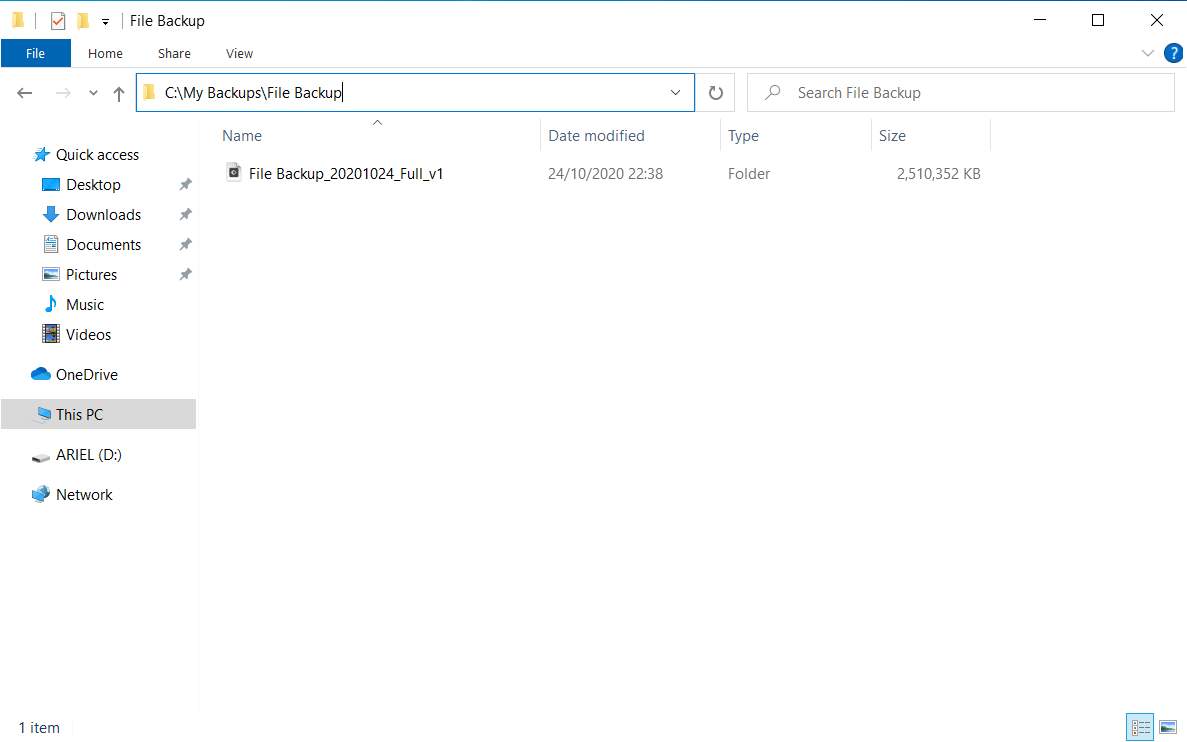 File Backup
File Home Share View
?
C:\My Backups\File Backup
Search File Backup
Name Date modified Type Size
File Backup_20201024_Full_v1 24/10/2020 22:38 Folder 2,510,352 KB
Quick access
Desktop
Downloads
Documents
Pictures
Music
Videos
OneDrive
This PC
ARIEL (D:)
Network
1 item